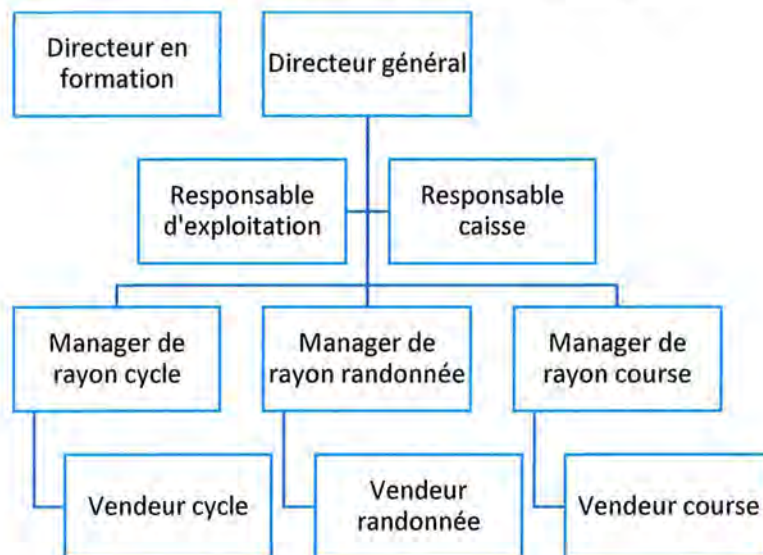 Directeur en
formation
Directeur général
Responsable
d'exploitation
Responsable
caisse
Manager de
rayon cycle
Manager de
rayon randonnée
Manager de
rayon course
Vendeur cycle
Vendeur
randonnée
Vendeur course